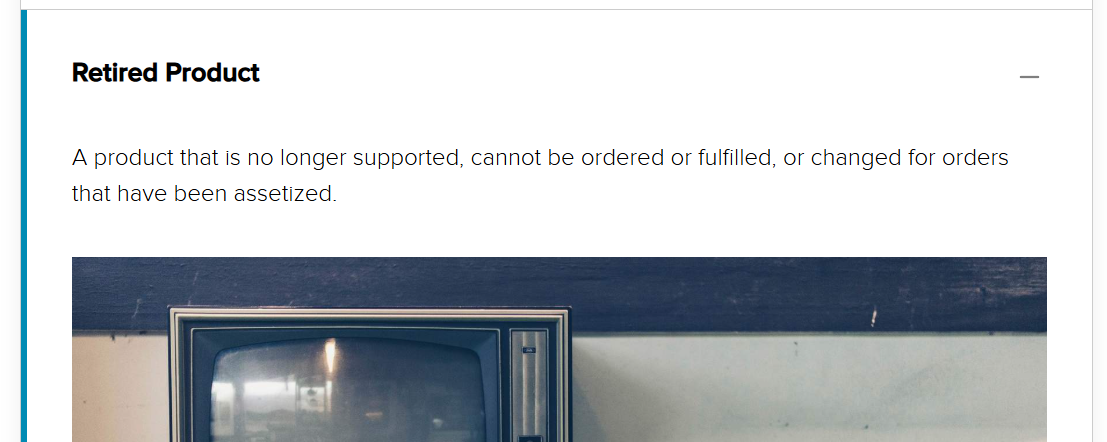 Retired Product
A product that is no longer supported, cannot be ordered or fulfilled, or changed for orders
that have been assetized.